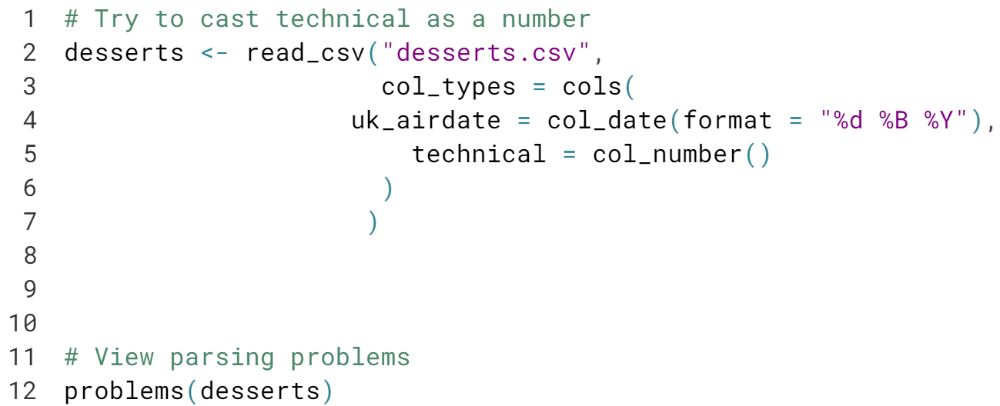 1 # Try to cast technical as a number
2 desserts <- read_csv("desserts.csv",
3                      col_types = cols(
4                    uk_airdate = col_date(format = "%d %B %Y"),
5                        technical = col_number()
6                      )
7                     )
8
9
10
11 # View parsing problems
12 problems(desserts)